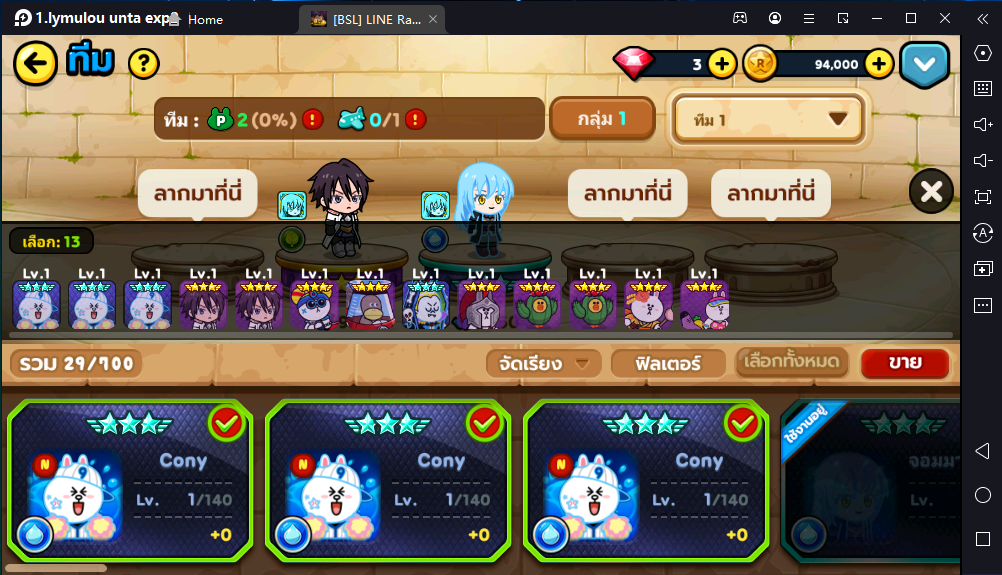 1.lymulou unta exp
Home
[BSL] LINE Ra...
ทีม
?
3
94,000
ทีม : P 2 (0%) ! 0/1 !
กลุ่ม 1
ทีม 1
ลากมาที่นี่
ลากมาที่นี่
ลากมาที่นี่
เลือก: 13
Lv.1 Lv.1 Lv.1 Lv.1 Lv.1 Lv.1 Lv.1 Lv.1 Lv.1 Lv.1 Lv.1 Lv.1 Lv.1
รวม 29/700
จัดเรียง
ฟิลเตอร์
เลือกทั้งหมด
ขาย
N
Cony
Lv. 1/140
+0
N
Cony
Lv. 1/140
+0
N
Cony
Lv. 1/140
+0
ใช้งานอยู่
Lv.